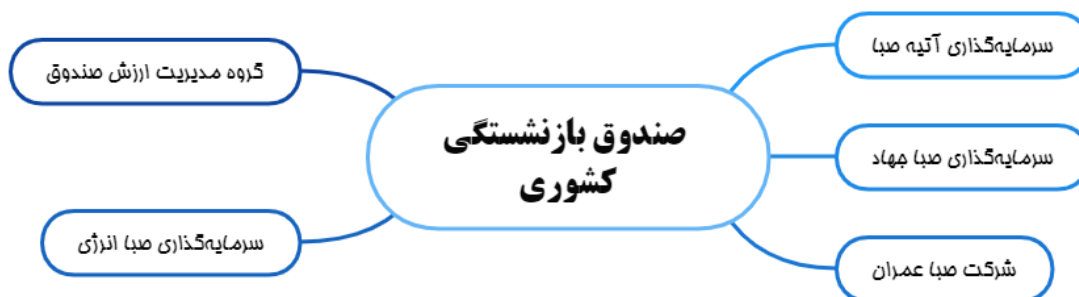 صندوق بازنشستگی
کشوری
سرمایه‌گذاری آتیه صبا
سرمایه‌گذاری صبا جهاد
شرکت صبا عمران
گروه مدیریت ارزش صندوق
سرمایه‌گذاری صبا انرژی